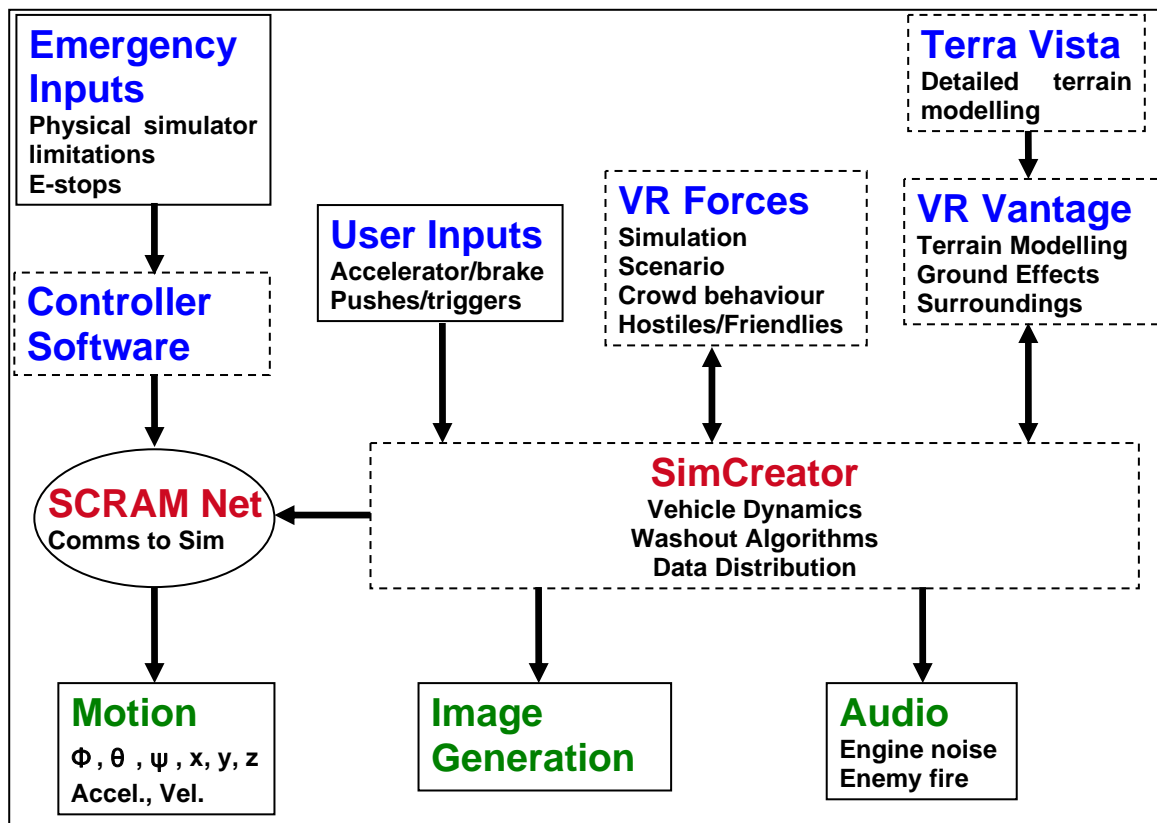 Emergency
Inputs
Physical simulator
limitations
E-stops
Terra Vista
Detailed terrain
modelling
User Inputs
Accelerator/brake
Pushes/triggers
VR Forces
Simulation
Scenario
Crowd behaviour
Hostiles/Friendlies
VR Vantage
Terrain Modelling
Ground Effects
Surroundings
Controller
Software
SCRAM Net
Comms to Sim
SimCreator
Vehicle Dynamics
Washout Algorithms
Data Distribution
Motion
Φ , θ , ψ , x, y, z
Accel., Vel.
Image
Generation
Audio
Engine noise
Enemy fire